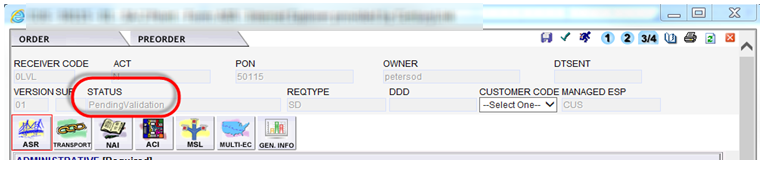 ORDER PREORDER 1 2 3/4
RECEIVER CODE ACT PON OWNER DTSENT
0LVL N 50115 petersod
VERSION SUP STATUS REQTYPE DDD CUSTOMER CODE MANAGED ESP
01 PendingValidation SD --Select One-- CUS
ASR TRANSPORT NAI ACI MSL MULTI-EC GEN. INFO
ADMINISTRATIVE [Required]